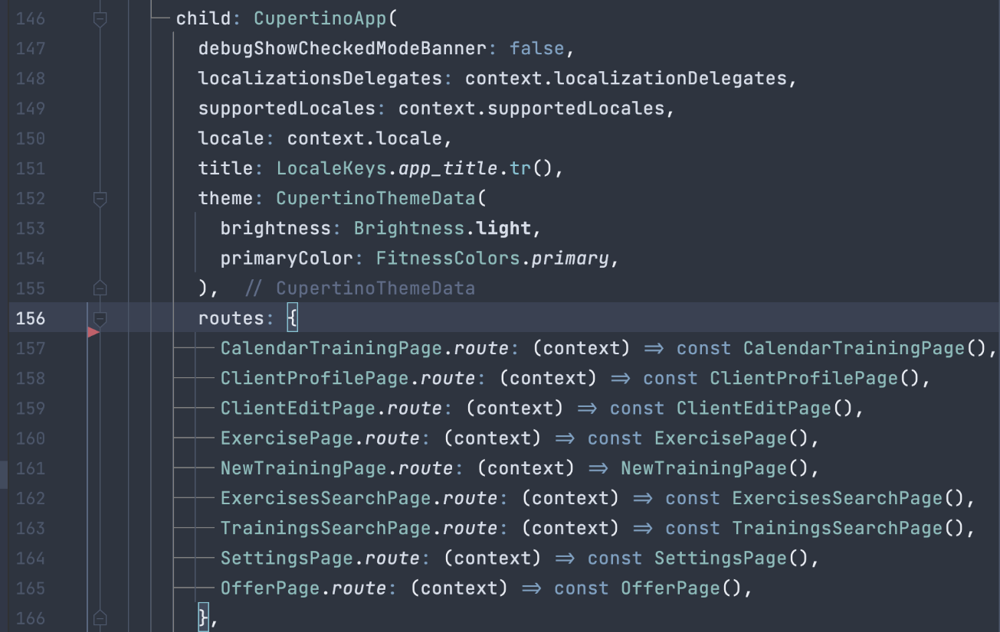 146 child: CupertinoApp(
147 debugShowCheckedModeBanner: false,
148 localizationsDelegates: context.localizationDelegates,
149 supportedLocales: context.supportedLocales,
150 locale: context.locale,
151 title: LocaleKeys.app_title.tr(),
152 theme: CupertinoThemeData(
153 brightness: Brightness.light,
154 primaryColor: FitnessColors.primary,
155 ), // CupertinoThemeData
156 routes: {
157 CalendarTrainingPage.route: (context) => const CalendarTrainingPage(),
158 ClientProfilePage.route: (context) => const ClientProfilePage(),
159 ClientEditPage.route: (context) => const ClientEditPage(),
160 ExercisePage.route: (context) => const ExercisePage(),
161 NewTrainingPage.route: (context) => NewTrainingPage(),
162 ExercisesSearchPage.route: (context) => const ExercisesSearchPage(),
163 TrainingsSearchPage.route: (context) => const TrainingsSearchPage(),
164 SettingsPage.route: (context) => const SettingsPage(),
165 OfferPage.route: (context) => const OfferPage(),
166 },